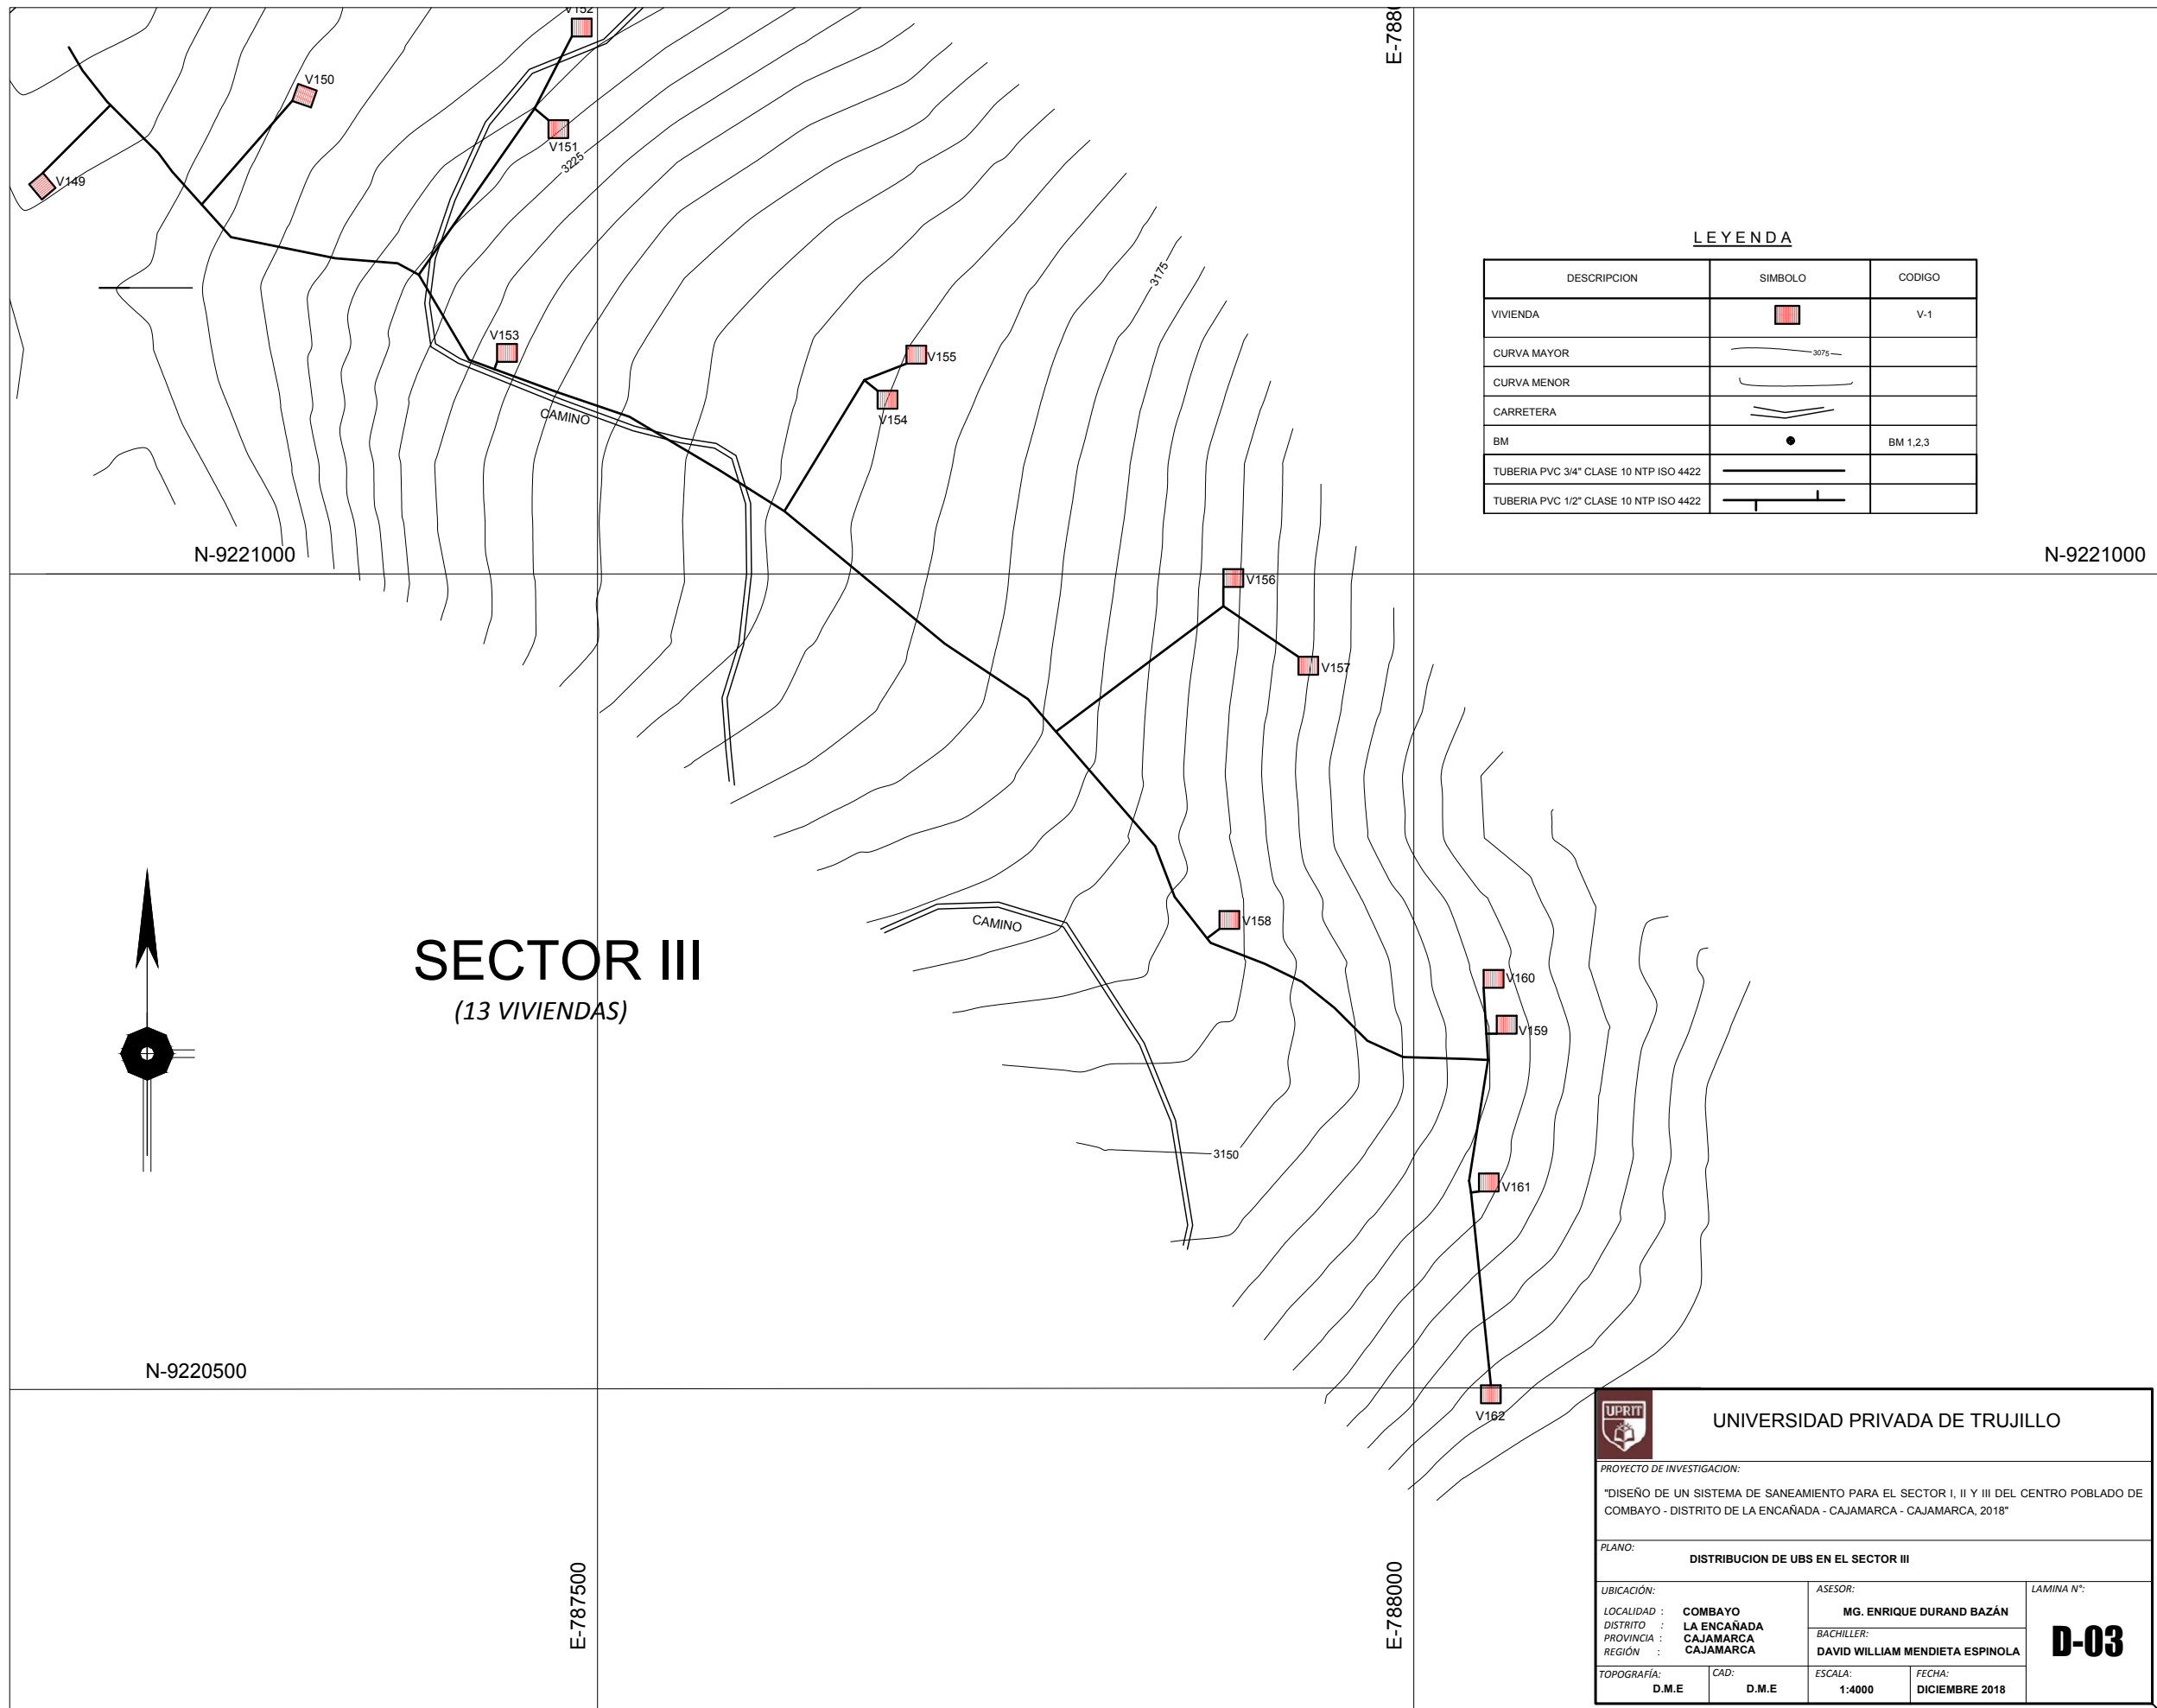 V152
E-7880
V150
V151
3225
V149
3175
V153
V155
CAMINO
V154
LEYENDA
DESCRIPCION SIMBOLO CODIGO
VIVIENDA V-1
CURVA MAYOR 3075
CURVA MENOR
CARRETERA
BM BM 1,2,3
TUBERIA PVC 3/4" CLASE 10 NTP ISO 4422
TUBERIA PVC 1/2" CLASE 10 NTP ISO 4422
N-9221000
N-9221000
V156
V157
SECTOR III
(13 VIVIENDAS)
CAMINO
V158
V160
V159
3150
V161
N-9220500
V162
E-787500
E-788000
UPRIT
UNIVERSIDAD PRIVADA DE TRUJILLO
PROYECTO DE INVESTIGACION:
"DISEÑO DE UN SISTEMA DE SANEAMIENTO PARA EL SECTOR I, II Y III DEL CENTRO POBLADO DE
COMBAYO - DISTRITO DE LA ENCAÑADA - CAJAMARCA - CAJAMARCA, 2018"
PLANO:
DISTRIBUCION DE UBS EN EL SECTOR III
UBICACIÓN:
LOCALIDAD : COMBAYO
DISTRITO : LA ENCAÑADA
PROVINCIA : CAJAMARCA
REGIÓN : CAJAMARCA
ASESOR:
MG. ENRIQUE DURAND BAZÁN
BACHILLER:
DAVID WILLIAM MENDIETA ESPINOLA
LAMINA N°:
D-03
TOPOGRAFÍA:
D.M.E
CAD:
D.M.E
ESCALA:
1:4000
FECHA:
DICIEMBRE 2018